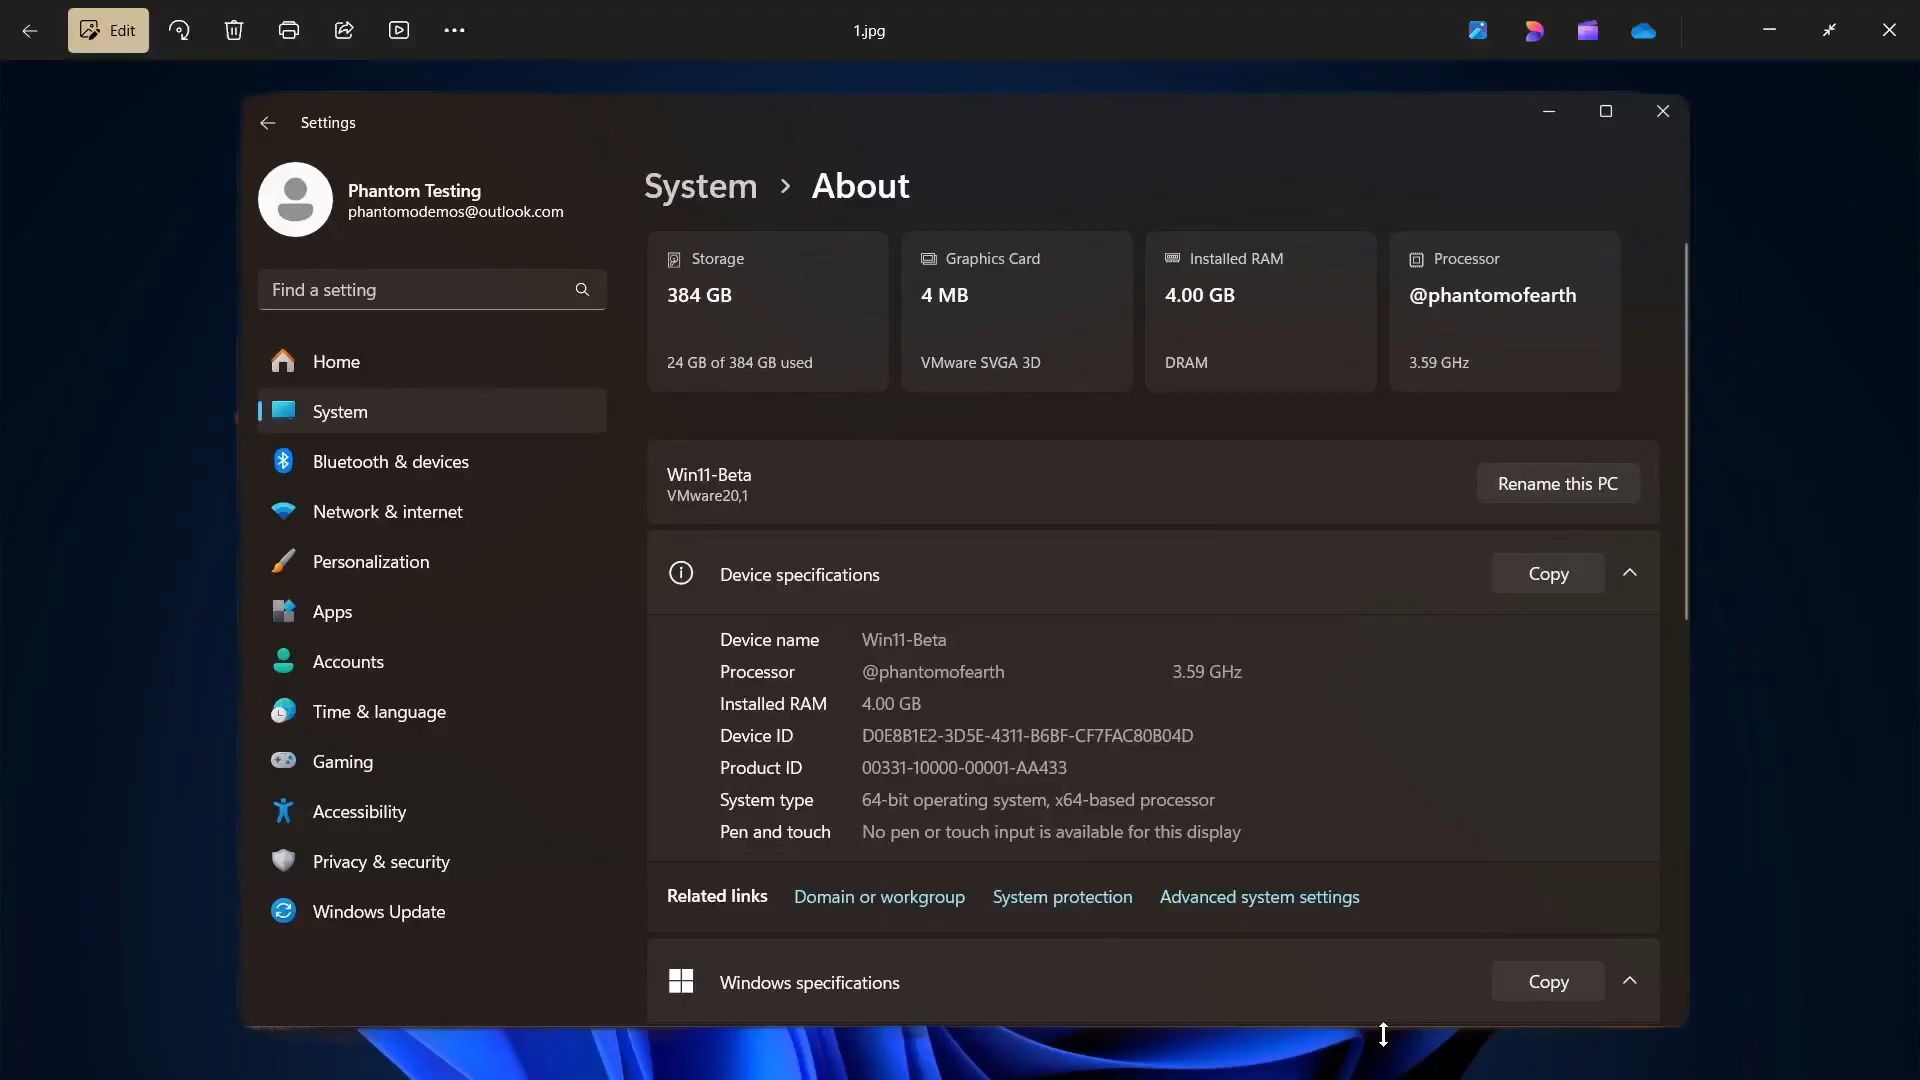 Edit
1.jpg
Settings
Phantom Testing
phantomodemos@outlook.com
Find a setting
Home
System
Bluetooth & devices
Network & internet
Personalization
Apps
Accounts
Time & language
Gaming
Accessibility
Privacy & security
Windows Update
System > About
Storage
384 GB
24 GB of 384 GB used
Graphics Card
4 MB
VMware SVGA 3D
Installed RAM
4.00 GB
DRAM
Processor
@phantomofearth
3.59 GHz
Win11-Beta
VMware20,1
Rename this PC
Device specifications
Copy
Device name Win11-Beta
Processor @phantomofearth 3.59 GHz
Installed RAM 4.00 GB
Device ID D0E8B1E2-3D5E-4311-B6BF-CF7FAC80B04D
Product ID 00331-10000-00001-AA433
System type 64-bit operating system, x64-based processor
Pen and touch No pen or touch input is available for this display
Related links Domain or workgroup System protection Advanced system settings
Windows specifications
Copy